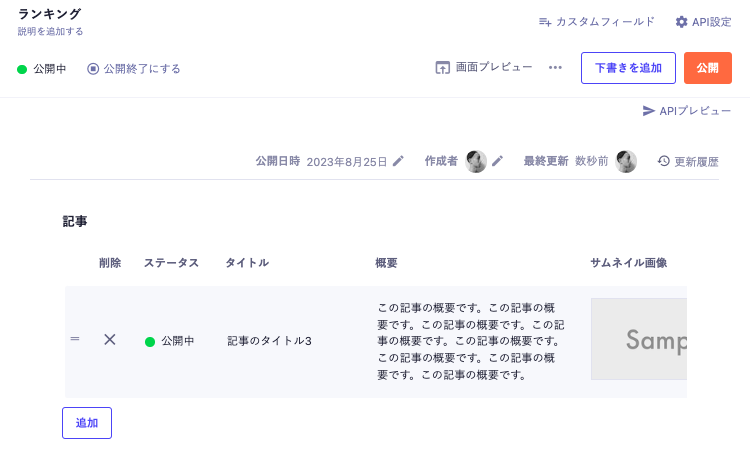 ランキング
説明を追加する
カスタムフィールド API設定
公開中 公開終了にする
画面プレビュー ••• 下書きを追加 公開
APIプレビュー
公開日時 2023年8月25日 作成者 最終更新 数秒前 更新履歴
記事
削除 ステータス タイトル 概要 サムネイル画像
公開中 記事のタイトル3
この記事の概要です。この記事の概
要です。この記事の概要です。この記
事の概要です。この記事の概要です。
この記事の概要です。この記事の概
要です。この記事の概要です。
Samp
追加